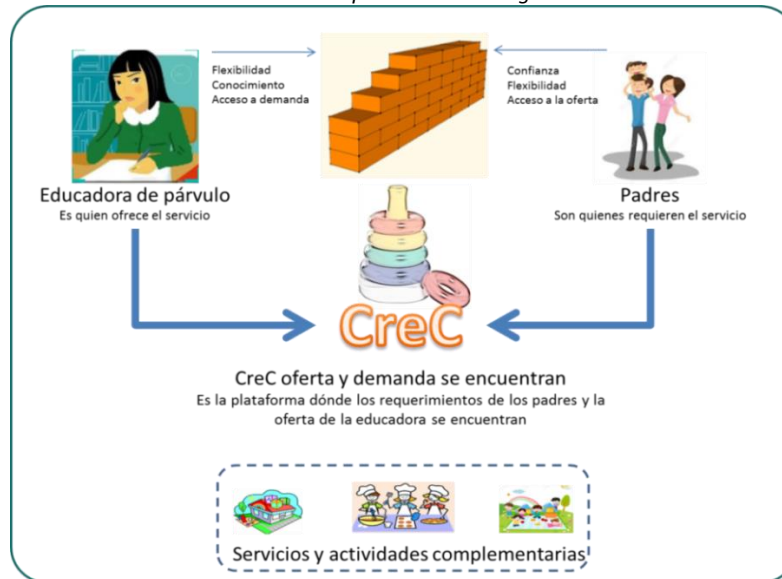 Flexibilidad
Conocimiento
Acceso a demanda
Confianza
Flexibilidad
Acceso a la oferta
Educadora de párvulo
Es quien ofrece el servicio
Padres
Son quienes requieren el servicio
CreC
CreC oferta y demanda se encuentran
Es la plataforma dónde los requerimientos de los padres y la
oferta de la educadora se encuentran
Servicios y actividades complementarias